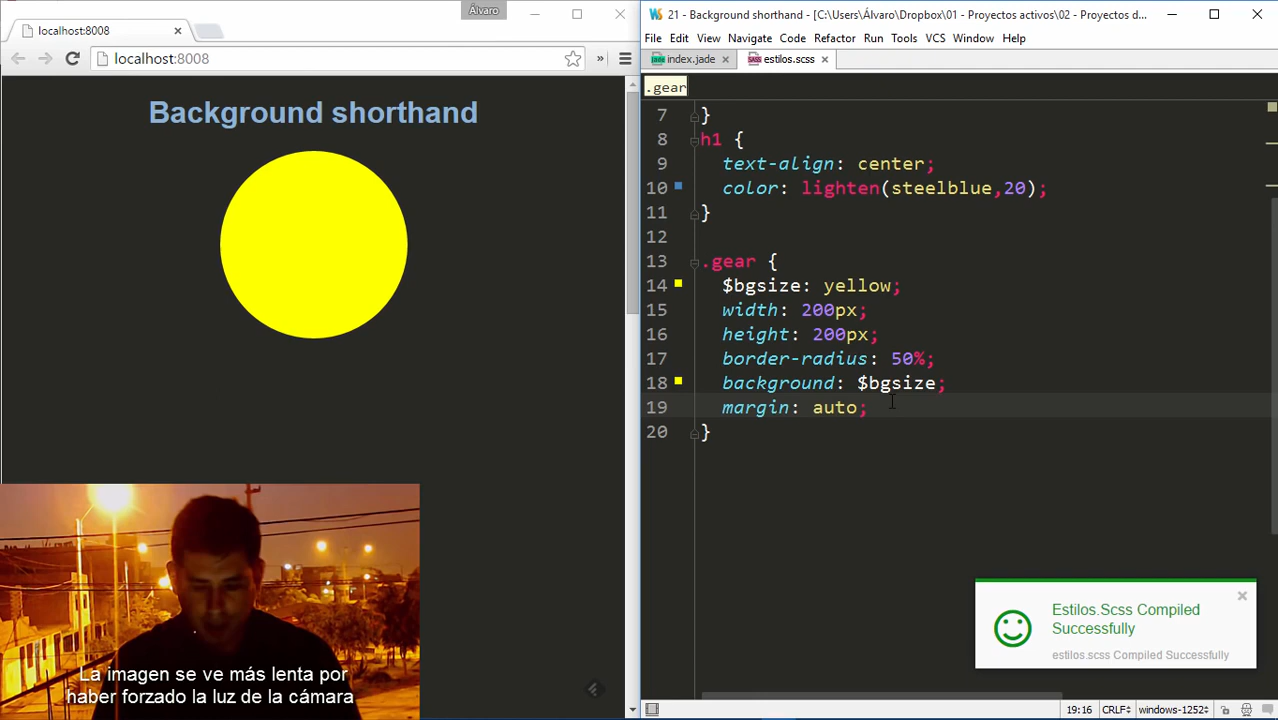 Álvaro
localhost:8008
localhost:8008
»
Background shorthand
La imagen se ve más lenta por
haber forzado la luz de la cámara
21 - Background shorthand - [C:\Users\Álvaro\Dropbox\01 - Proyectos activos\02 - Proyectos d...
File Edit View Navigate Code Refactor Run Tools VCS Window Help
index.jade
estilos.scss
.gear
7 }
8 h1 {
9 text-align: center;
10 color: lighten(steelblue,20);
11 }
12
13 .gear {
14 $bgsize: yellow;
15 width: 200px;
16 height: 200px;
17 border-radius: 50%;
18 background: $bgsize;
19 margin: auto;
20 }
Estilos.Scss Compiled
Successfully
estilos.scss Compiled Successfully
19:16 CRLF÷ windows-1252÷